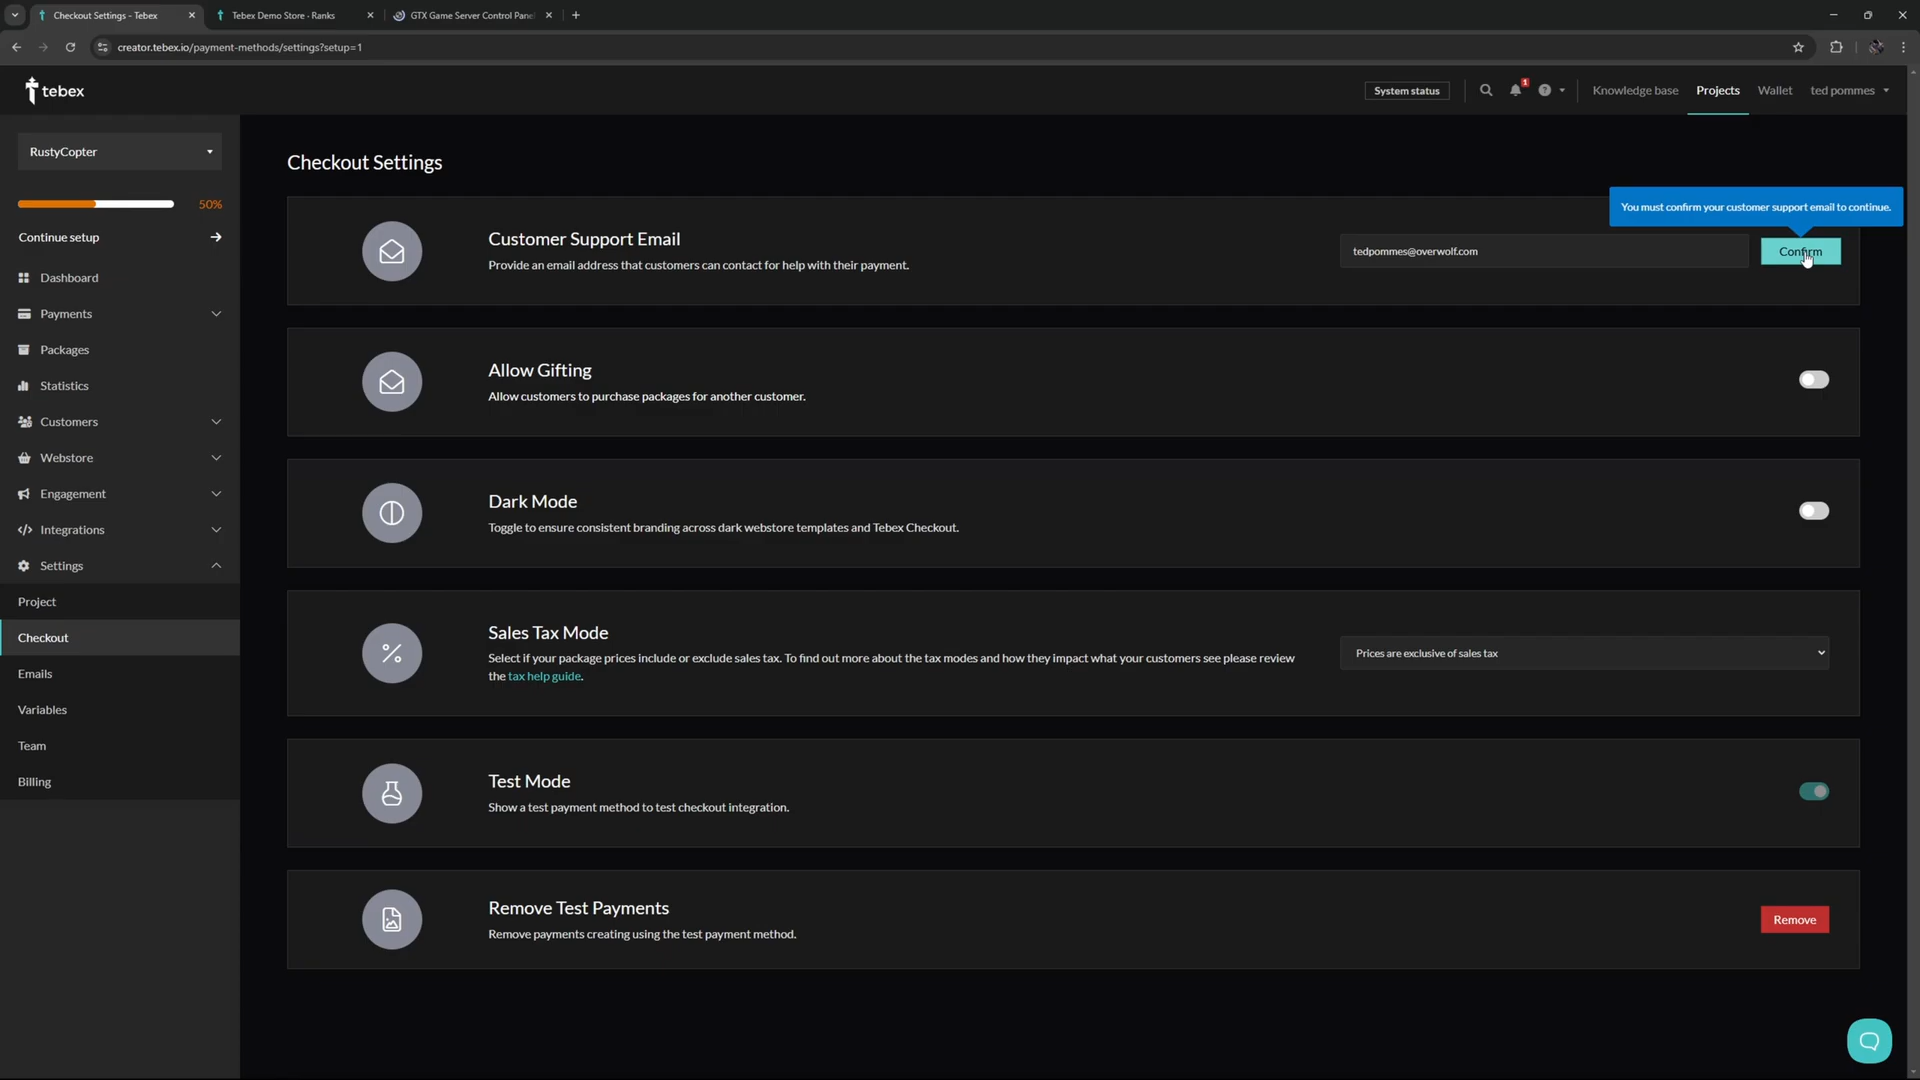 Checkout Settings - Tebex
Tebex Demo Store - Ranks
GTX Game Server Control Pane
creator.tebex.io/payment-methods/settings?setup=1
tebex
System status
1
Knowledge base
Projects
Wallet
ted pommes
RustyCopter
50%
Continue setup
Dashboard
Payments
Packages
Statistics
Customers
Webstore
Engagement
Integrations
Settings
Project
Checkout
Emails
Variables
Team
Billing
Checkout Settings
You must confirm your customer support email to continue.
Customer Support Email
Provide an email address that customers can contact for help with their payment.
tedpommes@overwolf.com
Confirm
Allow Gifting
Allow customers to purchase packages for another customer.
Dark Mode
Toggle to ensure consistent branding across dark webstore templates and Tebex Checkout.
Sales Tax Mode
Select if your package prices include or exclude sales tax. To find out more about the tax modes and how they impact what your customers see please review
the tax help guide.
Prices are exclusive of sales tax
Test Mode
Show a test payment method to test checkout integration.
Remove Test Payments
Remove payments creating using the test payment method.
Remove